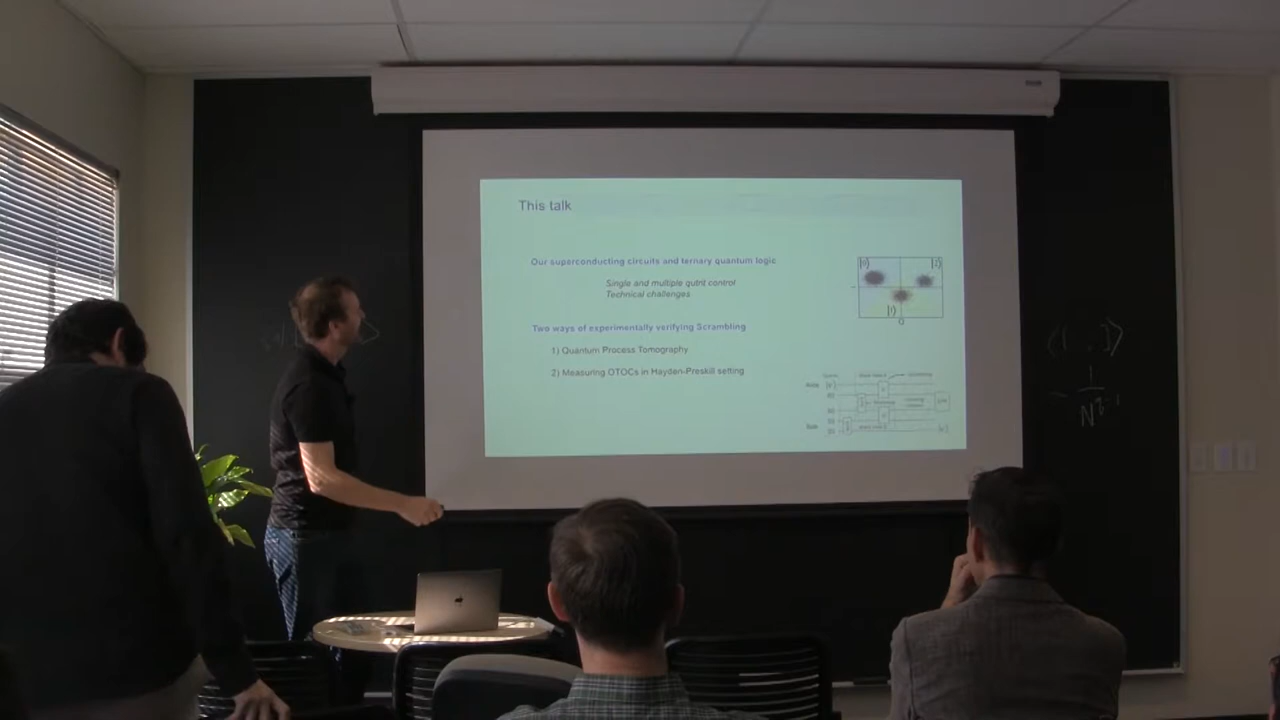 This talk
Our superconducting circuits and ternary quantum logic
Single and multiple qutrit control
Technical challenges
Two ways of experimentally verifying Scrambling
1) Quantum Process Tomography
2) Measuring OTOCs in Hayden-Preskill setting
|0⟩
|2⟩
|1⟩
Alice
Bob
1